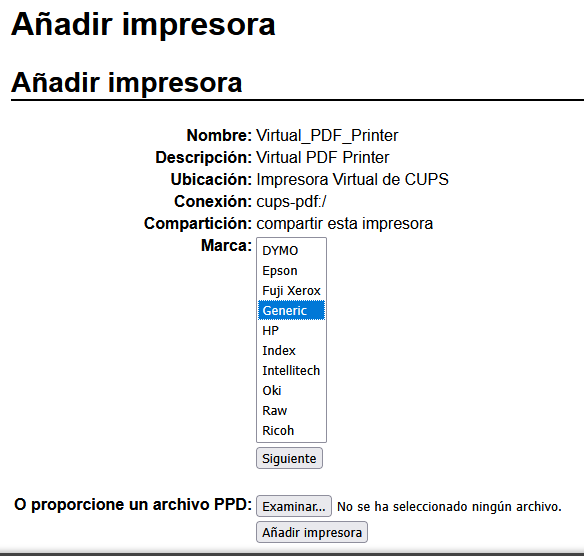 Añadir impresora
Añadir impresora
Nombre: Virtual_PDF_Printer
Descripción: Virtual PDF Printer
Ubicación: Impresora Virtual de CUPS
Conexión: cups-pdf:/
Compartición: compartir esta impresora
Marca:
DYMO
Epson
Fuji Xerox
Generic
HP
Index
Intellitech
Oki
Raw
Ricoh
Siguiente
O proporcione un archivo PPD: Examinar... No se ha seleccionado ningún archivo.
Añadir impresora